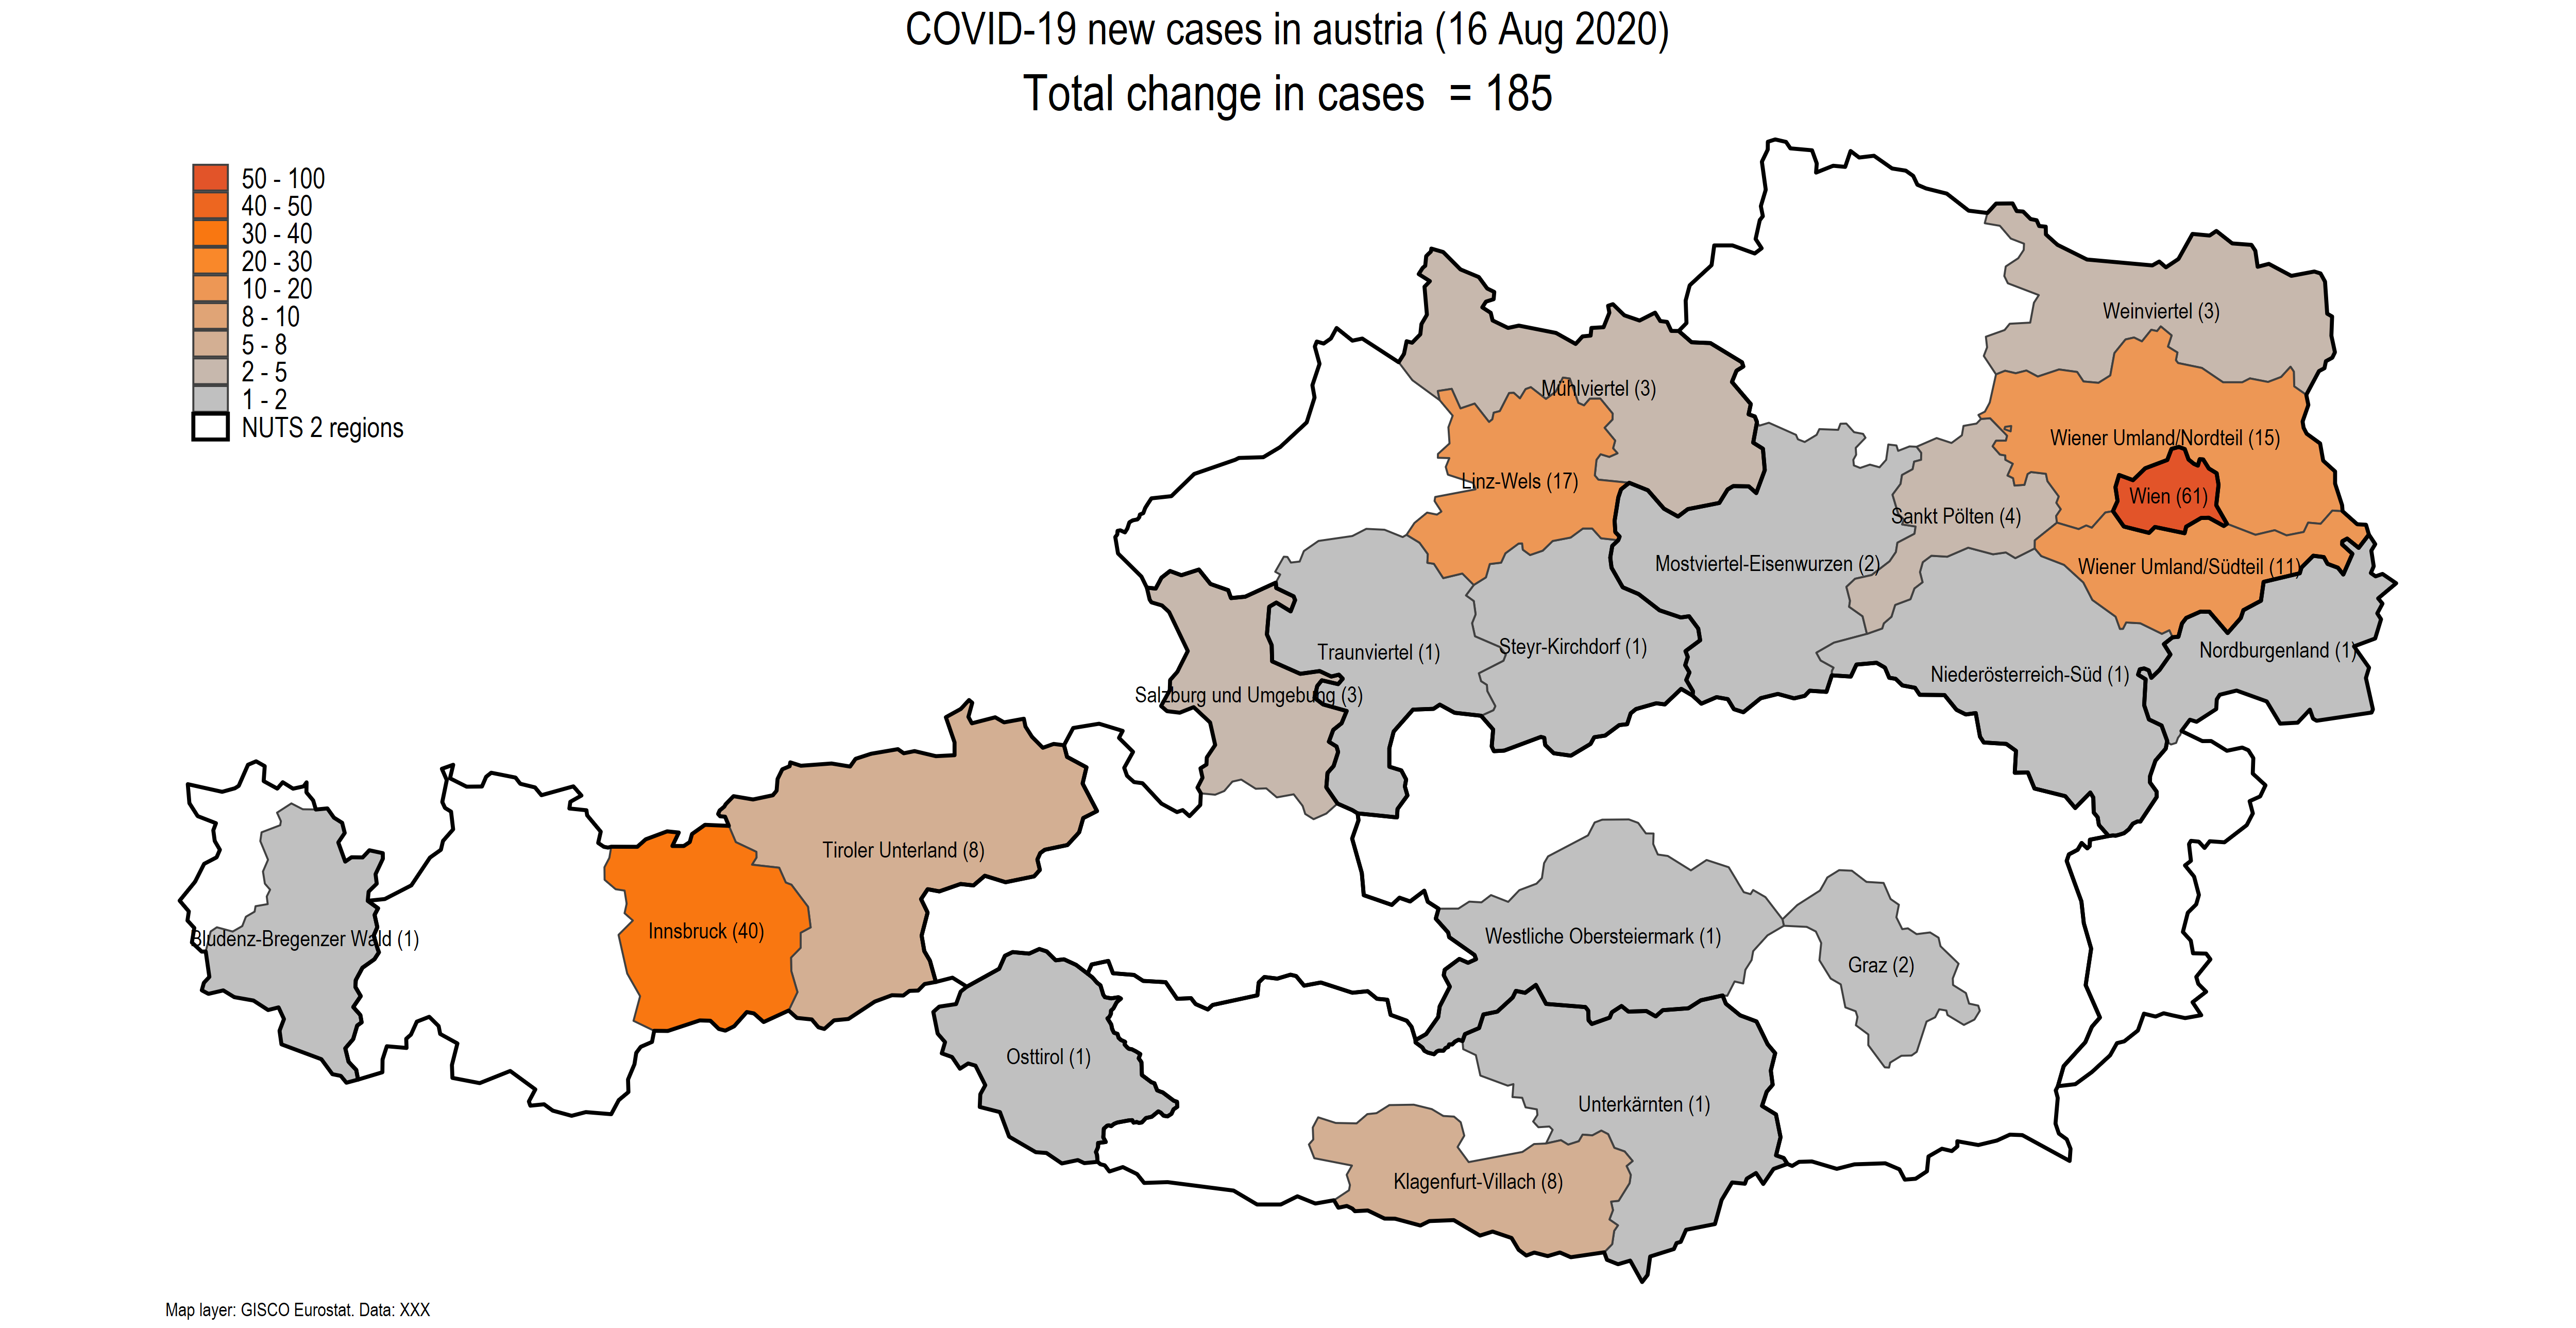 COVID-19 new cases in austria (16 Aug 2020)
Total change in cases  = 185
50 - 100
40 - 50
30 - 40
20 - 30
10 - 20
8 - 10
5 - 8
2 - 5
1 - 2
NUTS 2 regions
Weinviertel (3)
Mühlviertel (3)
Wiener Umland/Nordteil (15)
Linz-Wels (17)
Wien (61)
Sankt Pölten (4)
Mostviertel-Eisenwurzen (2)
Wiener Umland/Südteil (11)
Traunviertel (1)
Steyr-Kirchdorf (1)
Nordburgenland (1)
Niederösterreich-Süd (1)
Salzburg und Umgebung (3)
Tiroler Unterland (8)
Innsbruck (40)
Bludenz-Bregenzer Wald (1)
Westliche Obersteiermark (1)
Graz (2)
Osttirol (1)
Unterkärnten (1)
Klagenfurt-Villach (8)
Map layer: GISCO Eurostat. Data: XXX